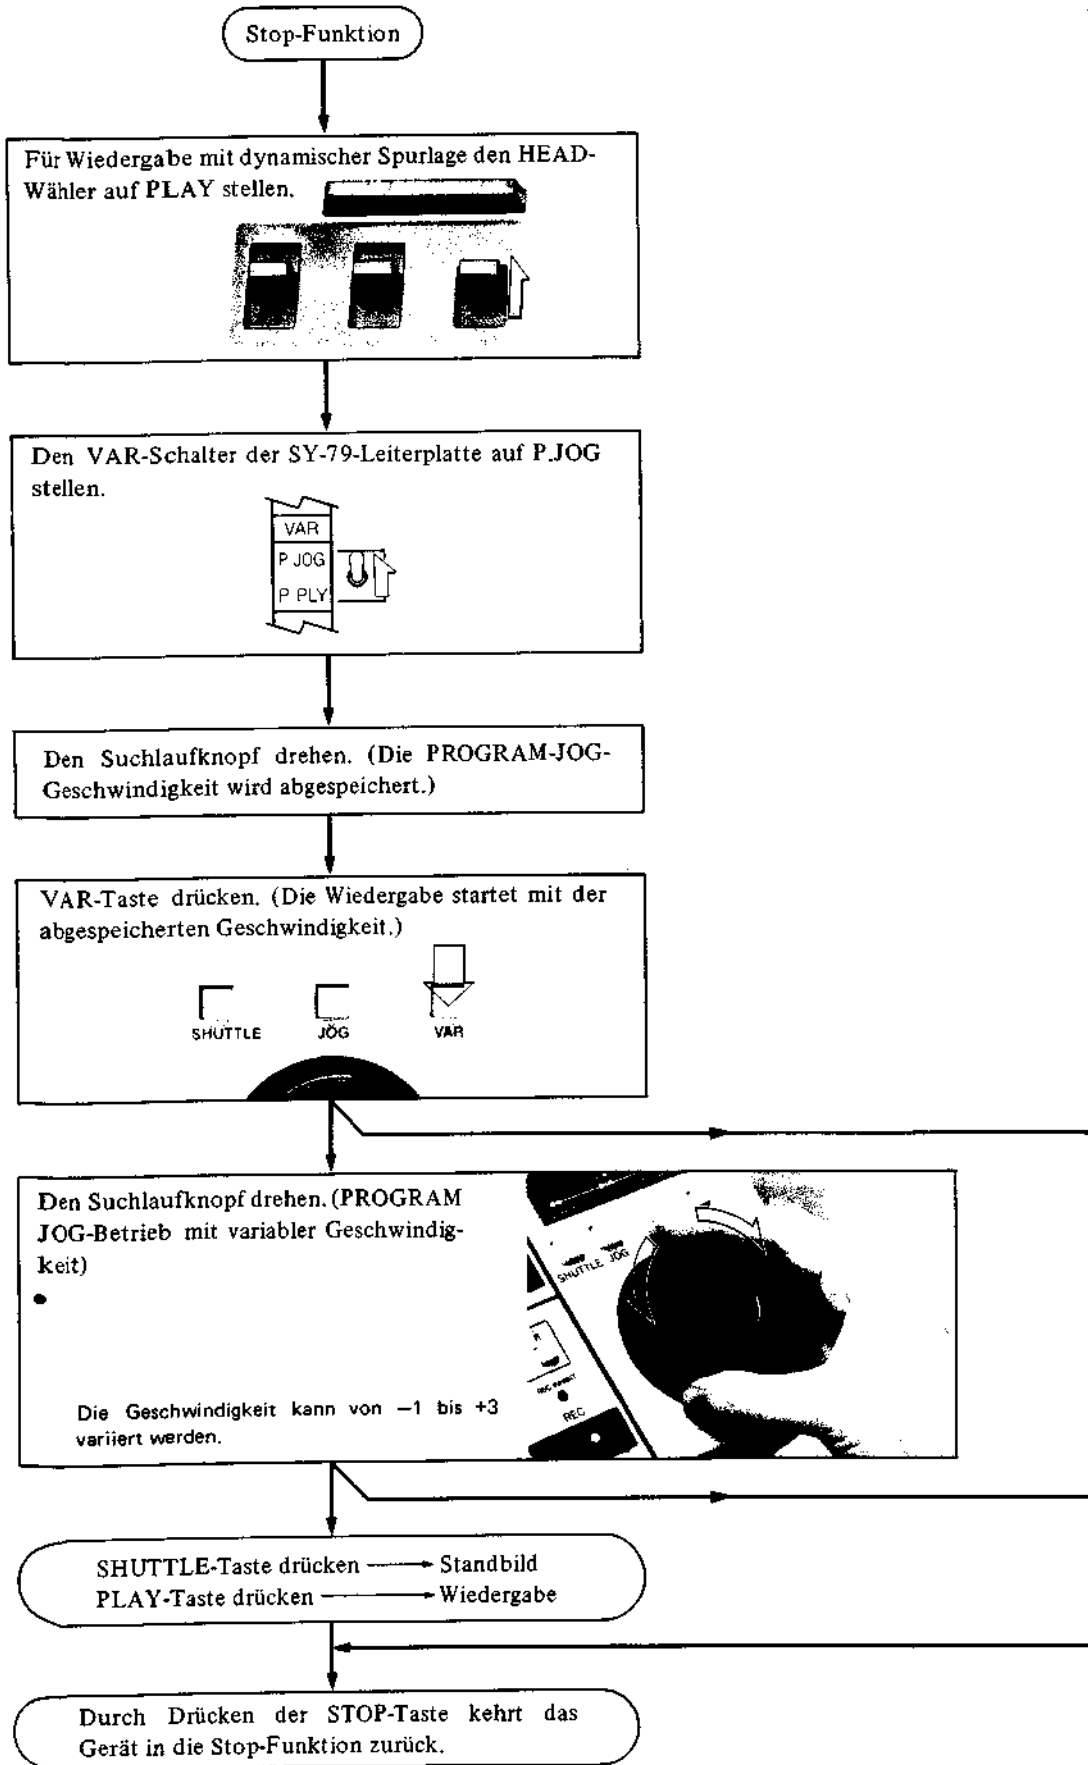 Stop-Funktion
Für Wiedergabe mit dynamischer Spurlage den HEAD-
Wähler auf PLAY stellen.
Den VAR-Schalter der SY-79-Leiterplatte auf P.JOG
stellen.
VAR
P JOG
P PLY
Den Suchlaufknopf drehen. (Die PROGRAM-JOG-
Geschwindigkeit wird abgespeichert.)
VAR-Taste drücken. (Die Wiedergabe startet mit der
abgespeicherten Geschwindigkeit.)
SHUTTLE JOG VAR
Den Suchlaufknopf drehen. (PROGRAM
JOG-Betrieb mit variabler Geschwindig-
keit)
SHUTTLE JOG
REC
Die Geschwindigkeit kann von −1 bis +3
variiert werden.
SHUTTLE-Taste drücken → Standbild
PLAY-Taste drücken → Wiedergabe
Durch Drücken der STOP-Taste kehrt das
Gerät in die Stop-Funktion zurück.